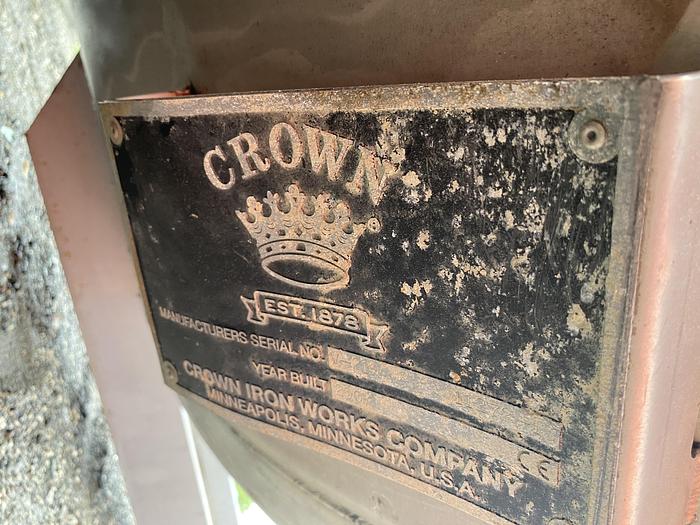 CROWN
®
EST. 1878
MANUFACTURERS SERIAL NO.
YEAR BUILT
CROWN IRON WORKS COMPANY
MINNEAPOLIS, MINNESOTA, U.S.A.
CE